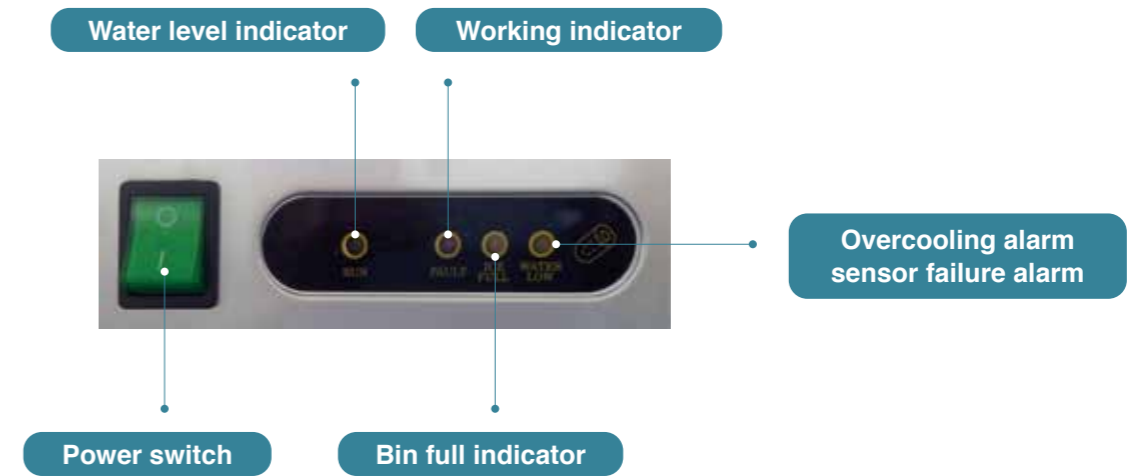 Water level indicator
Working indicator
RUN
FAULT
ICE FULL
WATER LOW
Overcooling alarm
sensor failure alarm
Power switch
Bin full indicator